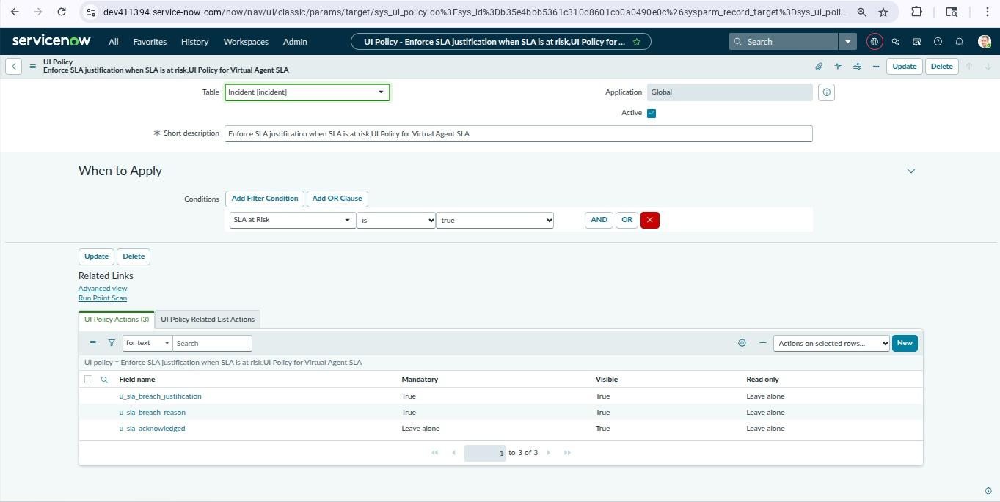 dev411394.service-now.com/now/nav/ui/classic/params/target/sys_ui_policy.do%3Fsys_id%3Db35e4bbb5361c310d8601cb0a0490e0c%26sysparm_record_target%3Dsys_ui_poli...
servicenow All Favorites History Workspaces Admin UI Policy - Enforce SLA justification when SLA is at risk,UI Policy for ... Search
UI Policy
Enforce SLA justification when SLA is at risk,UI Policy for Virtual Agent SLA
Update Delete
Table Incident [incident] Application Global
Active
Short description Enforce SLA justification when SLA is at risk,UI Policy for Virtual Agent SLA
When to Apply
Conditions Add Filter Condition Add OR Clause
SLA at Risk is true AND OR
Update Delete
Related Links
Advanced view
Run Point Scan
UI Policy Actions (3) UI Policy Related List Actions
for text Search Actions on selected rows... New
UI policy = Enforce SLA justification when SLA is at risk,UI Policy for Virtual Agent SLA
Field name Mandatory Visible Read only
u_sla_breach_justification True True Leave alone
u_sla_breach_reason True True Leave alone
u_sla_acknowledged Leave alone True Leave alone
1 to 3 of 3